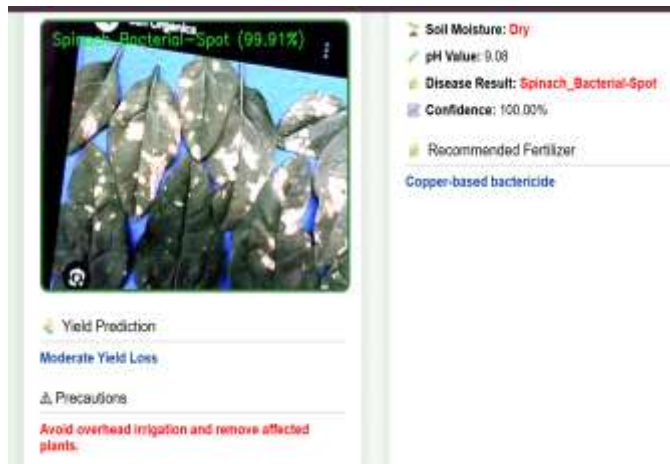 Organics
Spinach_Bacterial-Spot (99.91%)
Yield Prediction
Moderate Yield Loss
⚠ Precautions
Avoid overhead irrigation and remove affected
plants.
Soil Moisture: Dry
pH Value: 9.08
Disease Result: Spinach_Bacterial-Spot
Confidence: 100.00%
Recommended Fertilizer
Copper-based bactericide